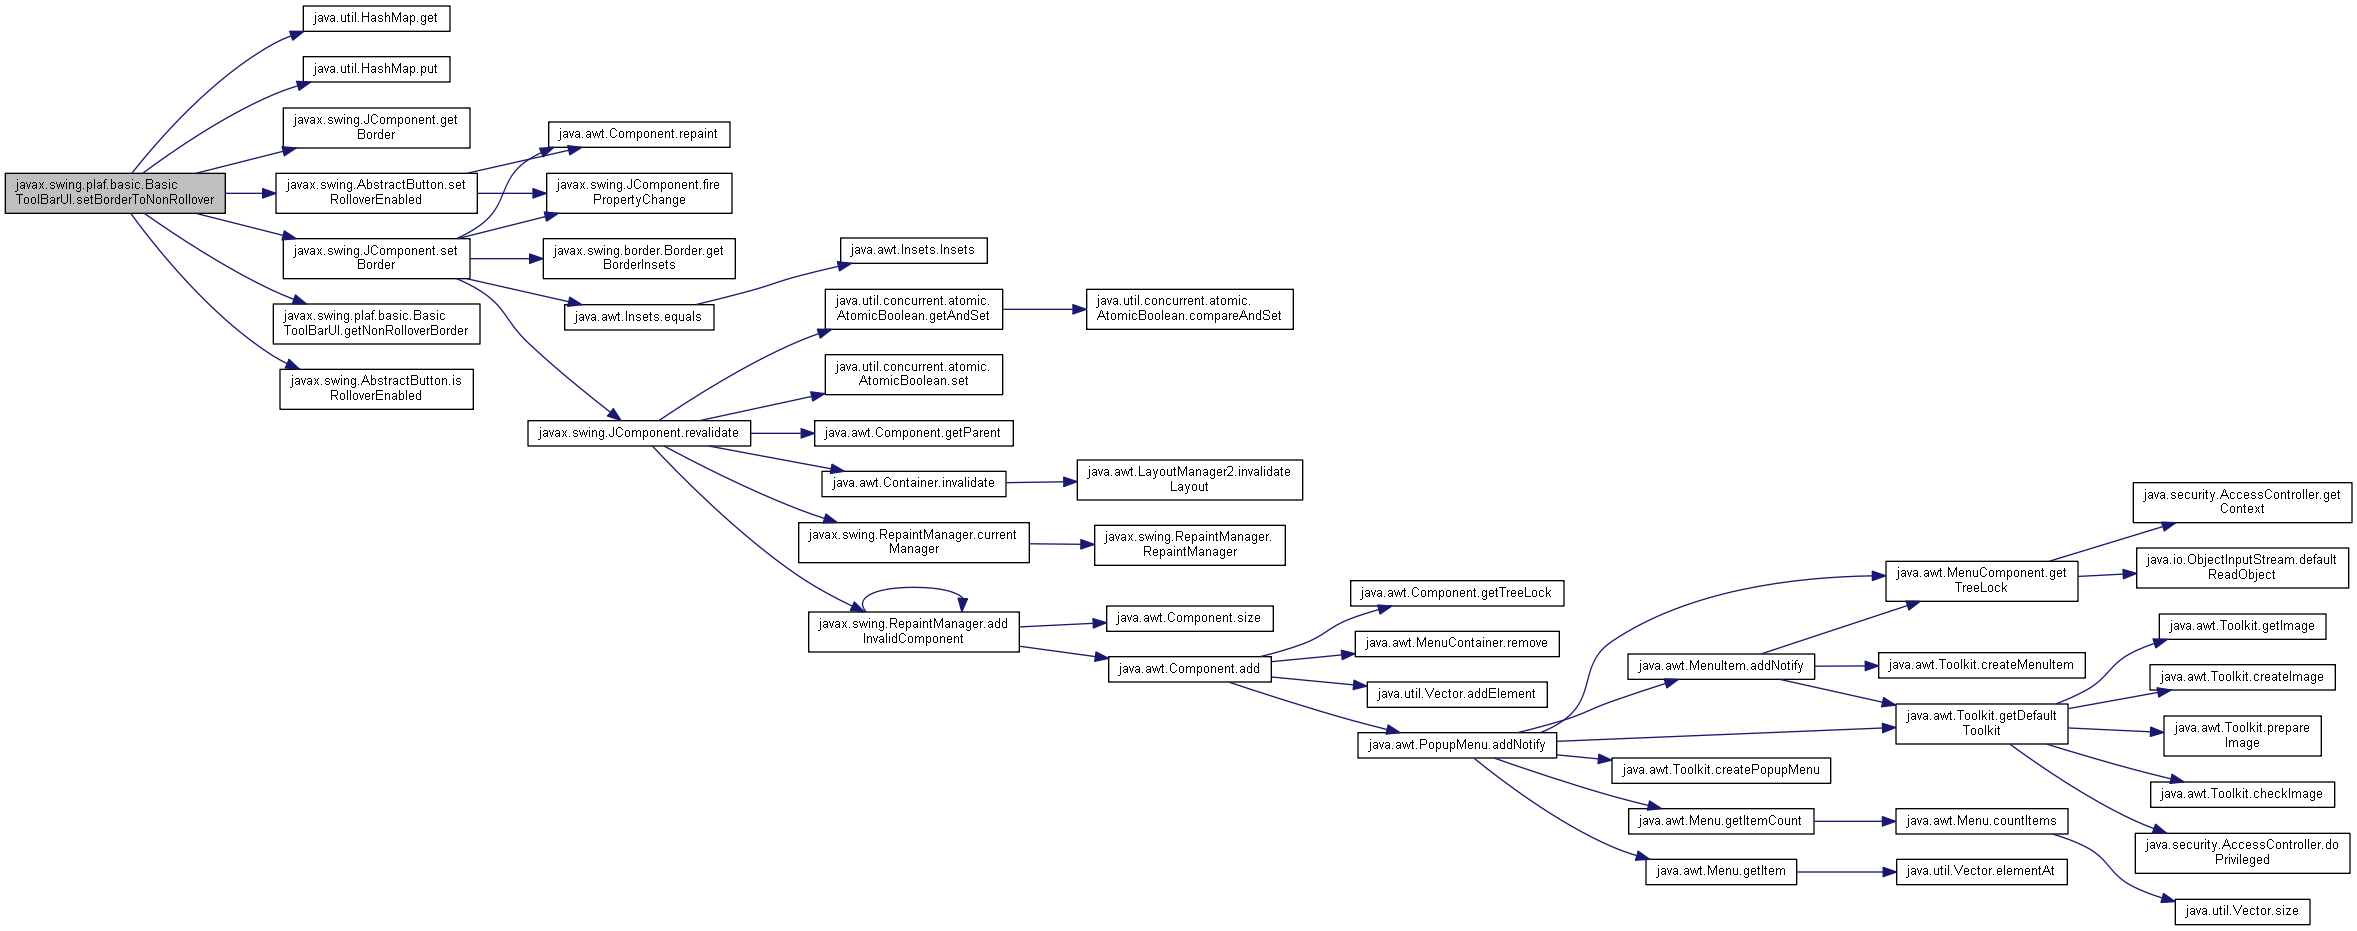 javax.swing.plaf.basic.Basic
ToolBarUI.setBorderToNonRollover
java.util.HashMap.get
java.util.HashMap.put
javax.swing.JComponent.get
Border
javax.swing.AbstractButton.set
RolloverEnabled
javax.swing.JComponent.set
Border
javax.swing.plaf.basic.Basic
ToolBarUI.getNonRolloverBorder
javax.swing.AbstractButton.is
RolloverEnabled
java.awt.Component.repaint
javax.swing.JComponent.fire
PropertyChange
javax.swing.border.Border.get
BorderInsets
java.awt.Insets.equals
javax.swing.JComponent.revalidate
java.awt.Insets.Insets
java.util.concurrent.atomic.
AtomicBoolean.getAndSet
java.util.concurrent.atomic.
AtomicBoolean.set
java.awt.Component.getParent
java.awt.Container.invalidate
javax.swing.RepaintManager.current
Manager
javax.swing.RepaintManager.add
InvalidComponent
java.util.concurrent.atomic.
AtomicBoolean.compareAndSet
java.awt.LayoutManager2.invalidate
Layout
javax.swing.RepaintManager.
RepaintManager
java.awt.Component.size
java.awt.Component.add
java.awt.Component.getTreeLock
java.awt.MenuContainer.remove
java.util.Vector.addElement
java.awt.PopupMenu.addNotify
java.awt.MenuItem.addNotify
java.awt.Toolkit.createPopupMenu
java.awt.Menu.getItemCount
java.awt.Menu.getItem
java.awt.MenuComponent.get
TreeLock
java.awt.Toolkit.createMenuItem
java.awt.Toolkit.getDefault
Toolkit
java.awt.Menu.countItems
java.util.Vector.elementAt
java.security.AccessController.get
Context
java.io.ObjectInputStream.default
ReadObject
java.awt.Toolkit.getImage
java.awt.Toolkit.createImage
java.awt.Toolkit.prepare
Image
java.awt.Toolkit.checkImage
java.security.AccessController.do
Privileged
java.util.Vector.size